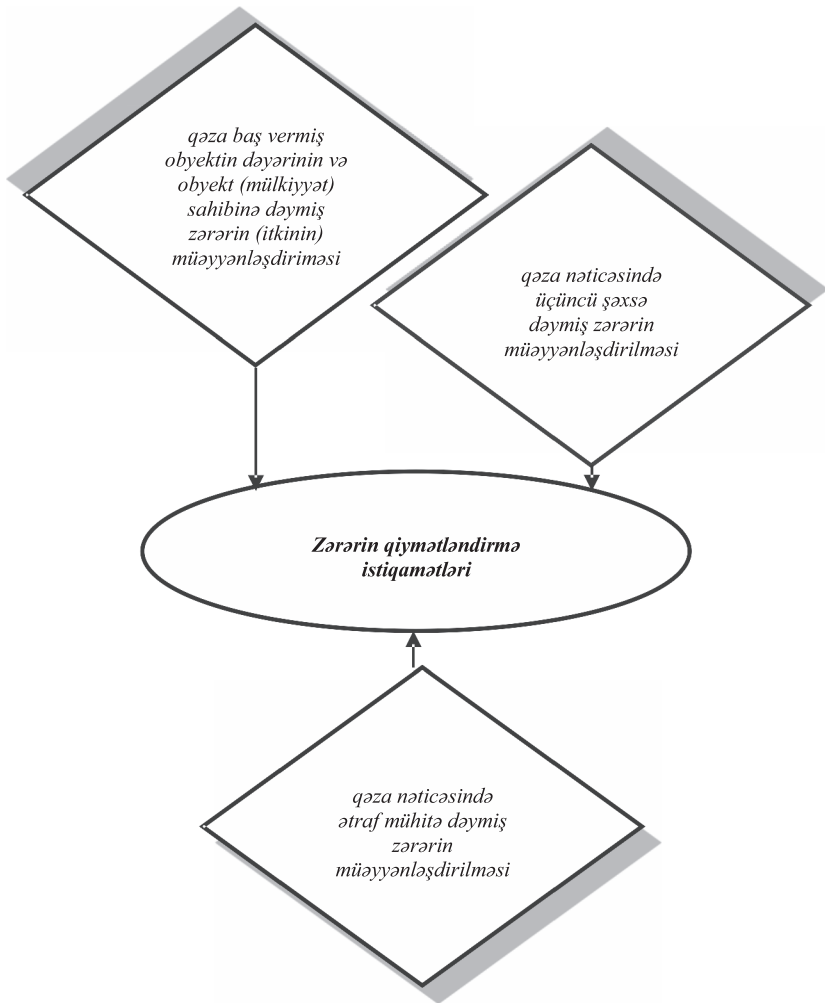 qəza baş vermiş
obyektin dəyərinin və
obyekt (mülkiyyət)
sahibinə dəymiş
zərərin (itkinin)
müəyyənləşdiriməsi
qəza nəticəsində
üçüncü şəxsə
dəymiş zərərin
müəyyənləşdirilməsi
Zərərin qiymətləndirmə
istiqamətləri
qəza nəticəsində
ətraf mühitə dəymiş
zərərin
müəyyənləşdirilməsi